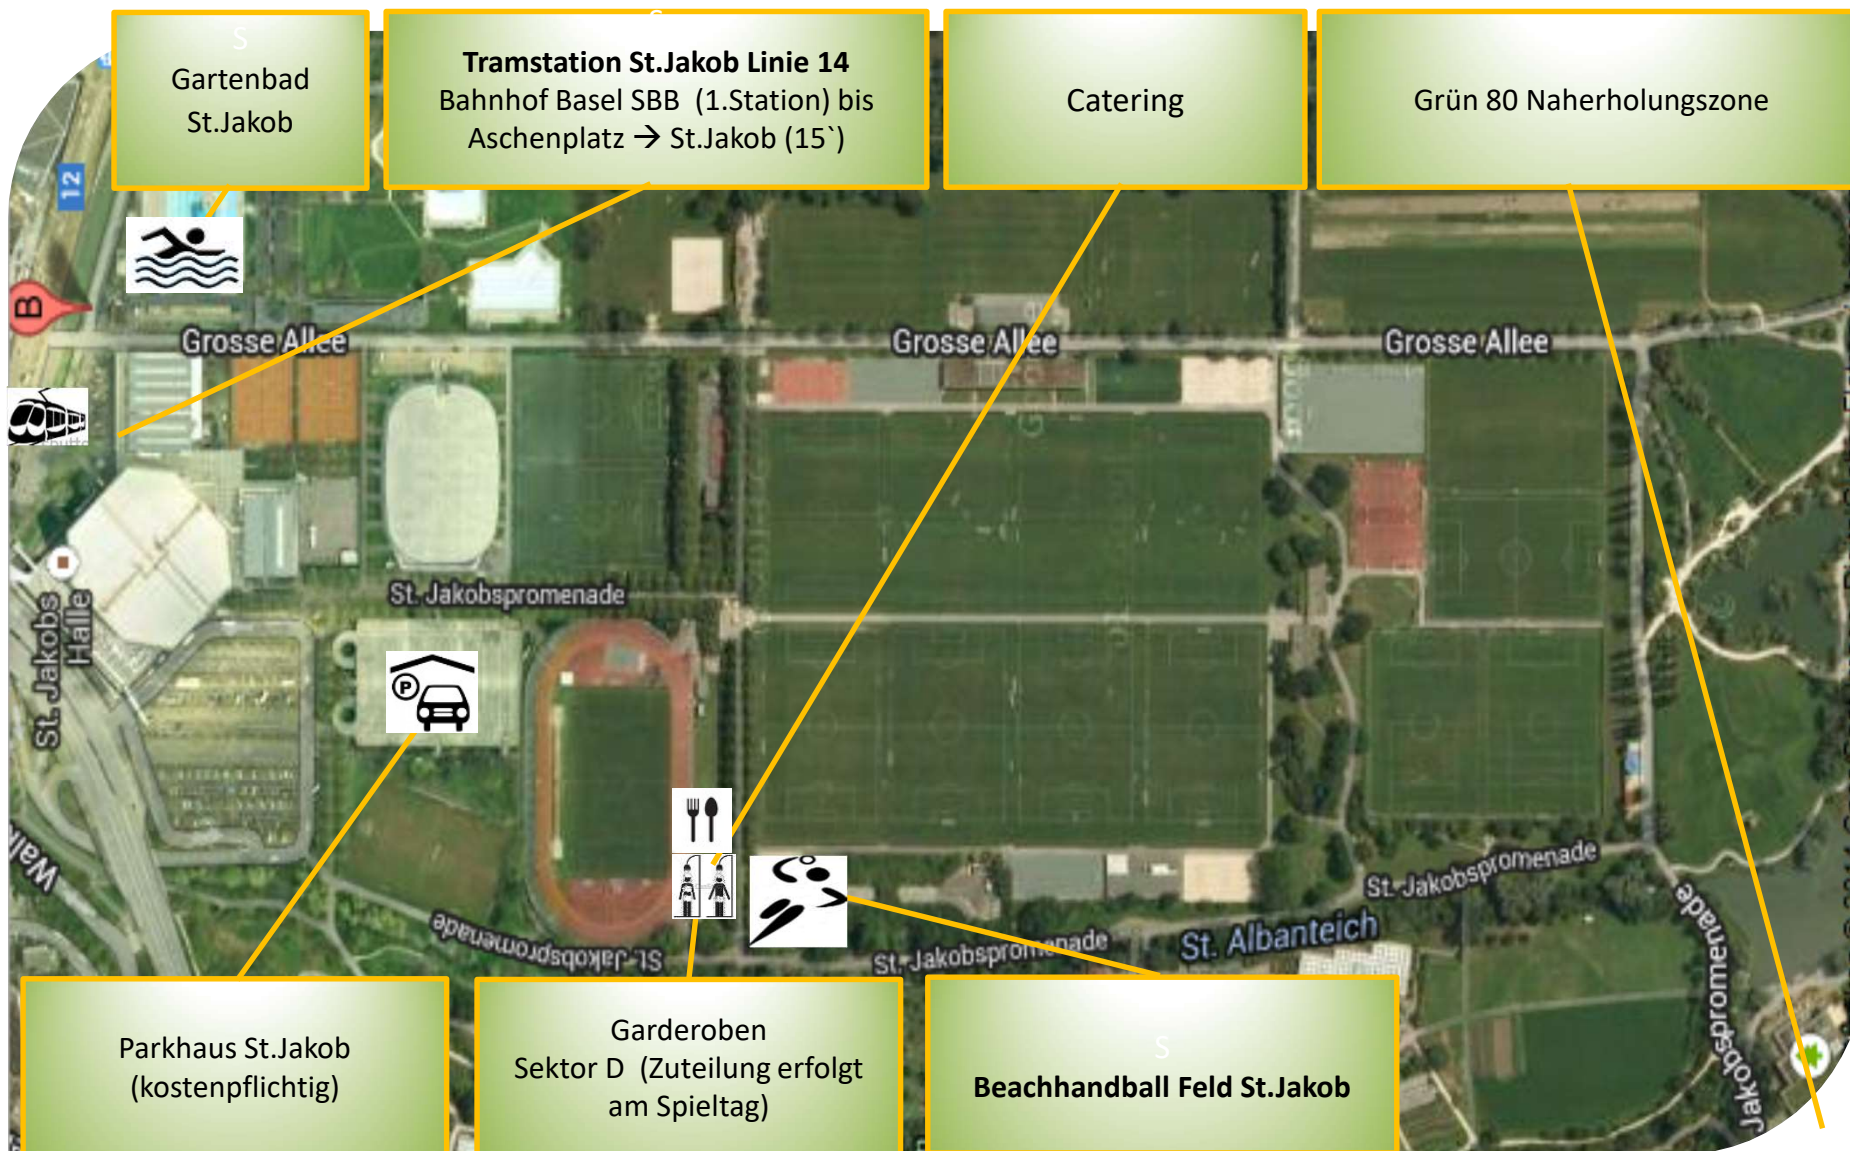 S
Gartenbad
St.Jakob
Tramstation St.Jakob Linie 14
Bahnhof Basel SBB (1.Station) bis
Aschenplatz → St.Jakob (15`)
Catering
Grün 80 Naherholungszone
12
B
Grosse Allee
Grosse Allee
Grosse Allee
St. Jakobs
Halle
St. Jakobspromenade
P
St. Jakobspromenade
St. Jakobspromenade
St. Jakobspromenade
St. Albanteich
Jakobspromenade
Parkhaus St.Jakob
(kostenpflichtig)
Garderoben
Sektor D (Zuteilung erfolgt
am Spieltag)
S
Beachhandball Feld St.Jakob